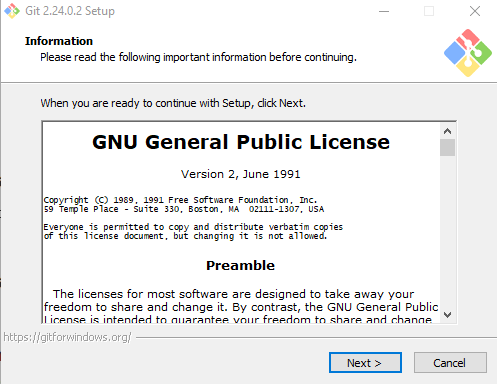 Git 2.24.0.2 Setup
Information
Please read the following important information before continuing.
When you are ready to continue with Setup, click Next.
GNU General Public License
Version 2, June 1991
Copyright (C) 1989, 1991 Free Software Foundation, Inc.
59 Temple Place - Suite 330, Boston, MA  02111-1307, USA
Everyone is permitted to copy and distribute verbatim copies
of this license document, but changing it is not allowed.
Preamble
The licenses for most software are designed to take away your
freedom to share and change it. By contrast, the GNU General Public
License is intended to guarantee your freedom to share and change
https://gitforwindows.org/
Next >
Cancel